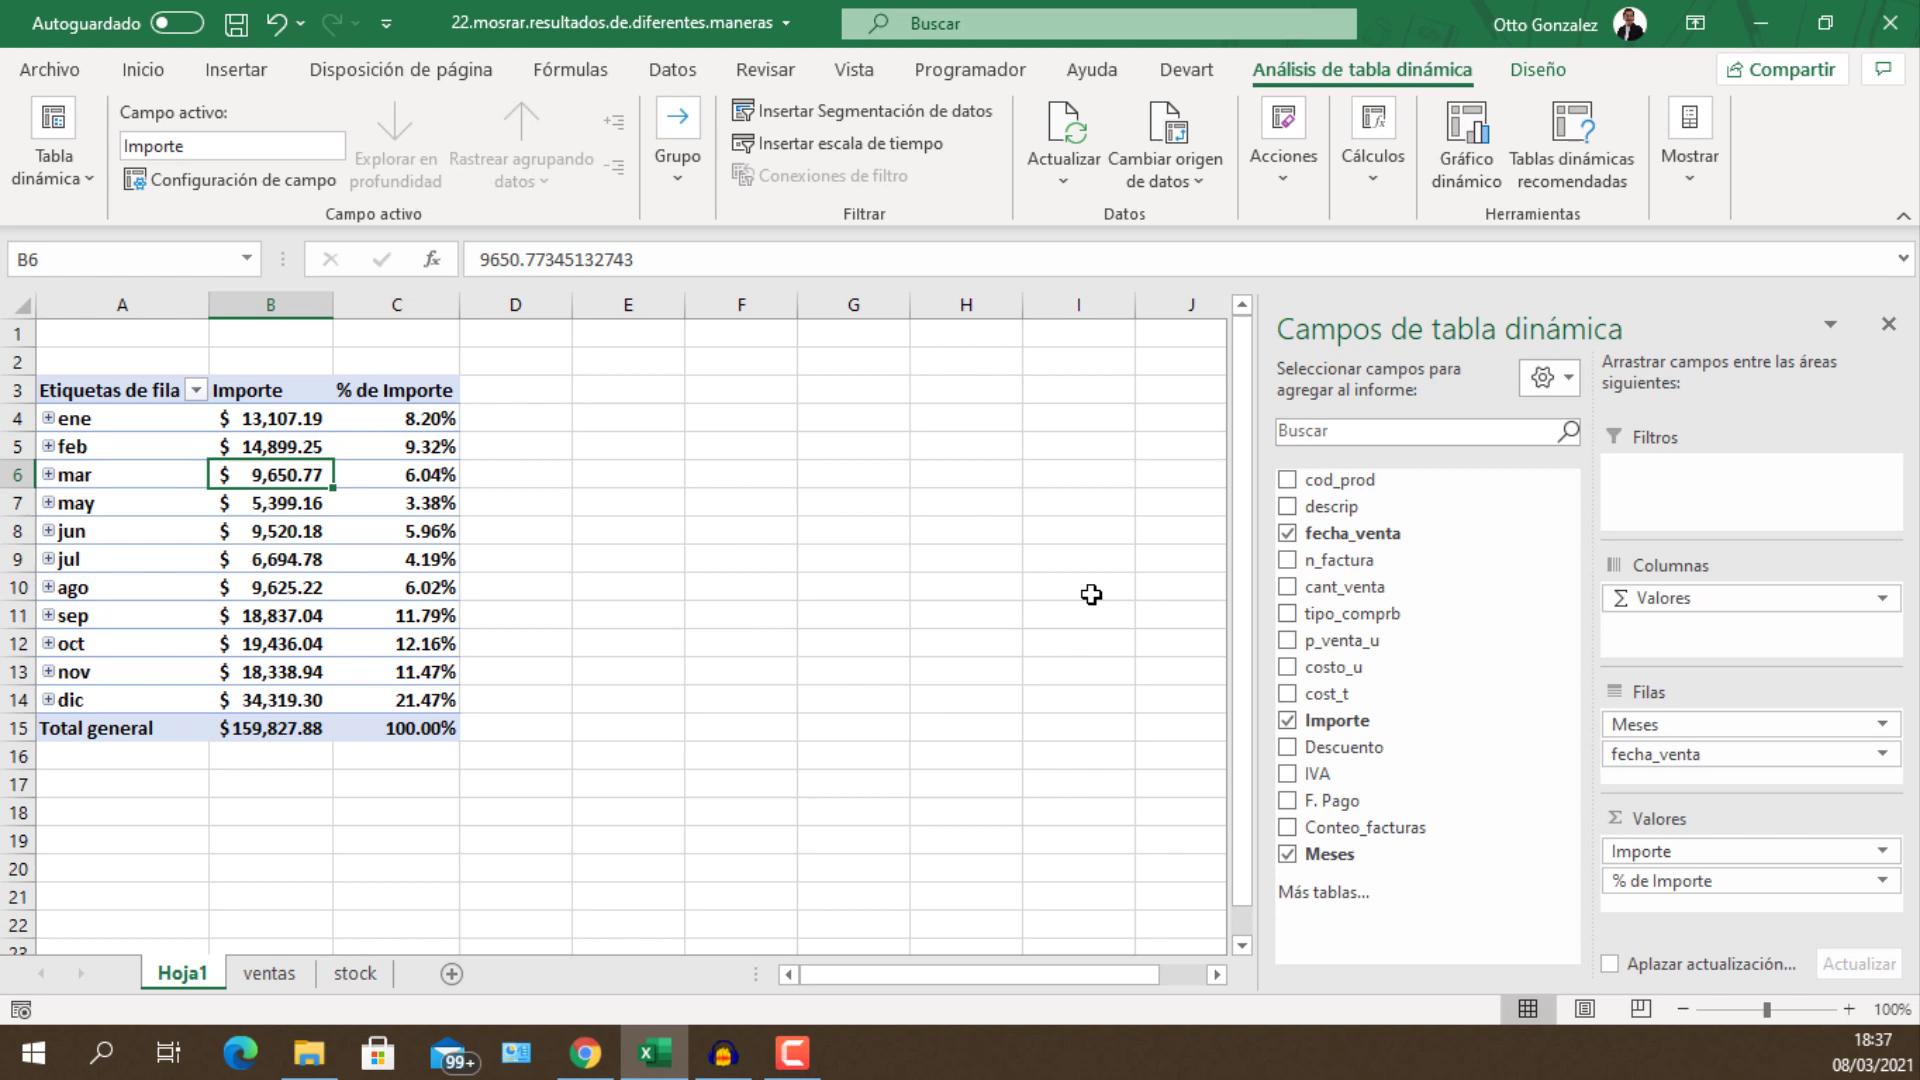 Autoguardado
22.mosrar.resultados.de.diferentes.maneras
Buscar
Otto Gonzalez
Archivo
Inicio
Insertar
Disposición de página
Fórmulas
Datos
Revisar
Vista
Programador
Ayuda
Devart
Análisis de tabla dinámica
Diseño
Compartir
Tabla
dinámica
Campo activo:
Importe
Configuración de campo
Explorar en
profundidad
Rastrear agrupando
datos
Campo activo
Grupo
Insertar Segmentación de datos
Insertar escala de tiempo
Conexiones de filtro
Filtrar
Actualizar
Cambiar origen
de datos
Datos
Acciones
Cálculos
Gráfico
dinámico
Tablas dinámicas
recomendadas
Herramientas
Mostrar
B6
fx
9650.77345132743
A B C D E F G H I J
1
2
3 Etiquetas de fila Importe % de Importe
4 ene $ 13,107.19 8.20%
5 feb $ 14,899.25 9.32%
6 mar $ 9,650.77 6.04%
7 may $ 5,399.16 3.38%
8 jun $ 9,520.18 5.96%
9 jul $ 6,694.78 4.19%
10 ago $ 9,625.22 6.02%
11 sep $ 18,837.04 11.79%
12 oct $ 19,436.04 12.16%
13 nov $ 18,338.94 11.47%
14 dic $ 34,319.30 21.47%
15 Total general $159,827.88 100.00%
16
17
18
19
20
21
22
23
Hoja1
ventas
stock
Campos de tabla dinámica
Seleccionar campos para
agregar al informe:
Buscar
cod_prod
descrip
fecha_venta
n_factura
cant_venta
tipo_comprb
p_venta_u
costo_u
cost_t
Importe
Descuento
IVA
F. Pago
Conteo_facturas
Meses
Más tablas...
Arrastrar campos entre las áreas
siguientes:
Filtros
Columnas
Σ Valores
Filas
Meses
fecha_venta
Σ Valores
Importe
% de Importe
Aplazar actualización...
Actualizar
100%
99+
18:37
08/03/2021